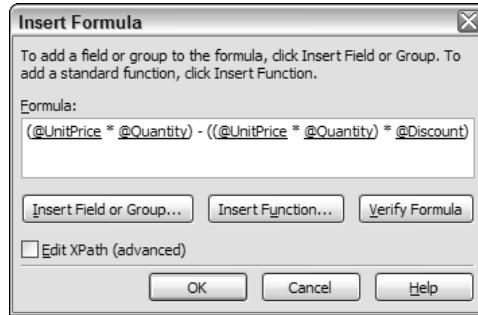 Insert Formula
To add a field or group to the formula, click Insert Field or Group. To
add a standard function, click Insert Function.
Formula:
(@UnitPrice * @Quantity) - ((@UnitPrice * @Quantity) * @Discount)
Insert Field or Group... Insert Function... Verify Formula
Edit XPath (advanced)
OK Cancel Help